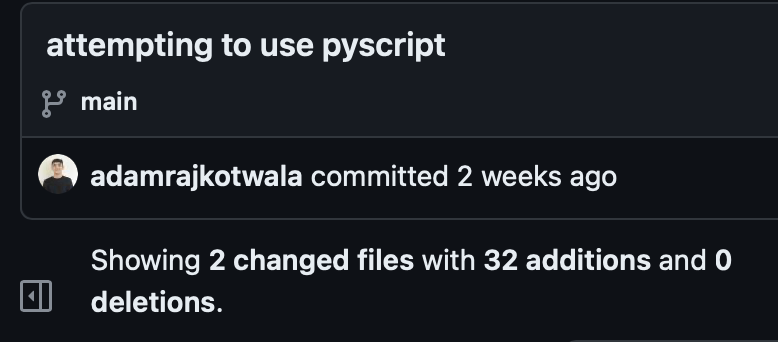 attempting to use pyscript
main
adamrajkotwala committed 2 weeks ago
Showing 2 changed files with 32 additions and 0
deletions.